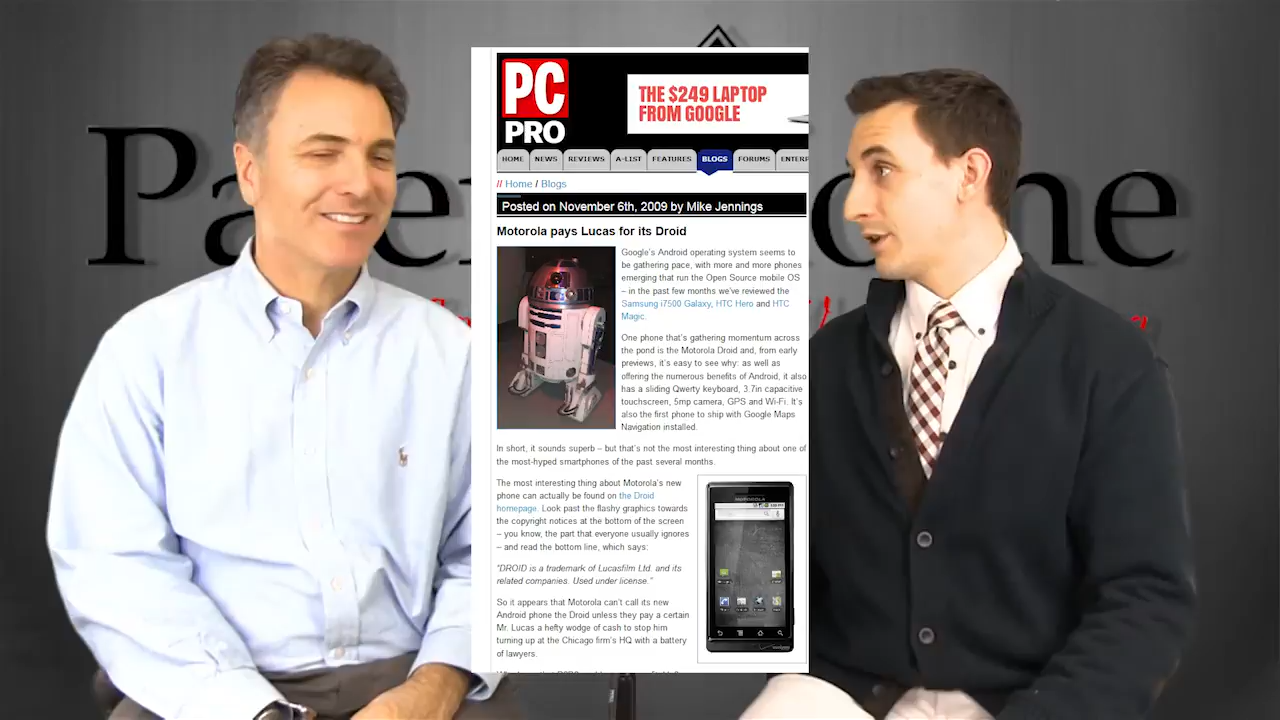 PC
PRO
THE $249 LAPTOP
FROM GOOGLE
HOME NEWS REVIEWS A-LIST FEATURES BLOGS FORUMS ENTERP
// Home / Blogs
Posted on November 6th, 2009 by Mike Jennings
Motorola pays Lucas for its Droid
Google's Android operating system seems to
be gathering pace, with more and more phones
emerging that run the Open Source mobile OS
– in the past few months we've reviewed the
Samsung i7500 Galaxy, HTC Hero and HTC
Magic.
One phone that's gathering momentum across
the pond is the Motorola Droid and, from early
previews, it's easy to see why: as well as
offering the numerous benefits of Android, it also
has a sliding Qwerty keyboard, 3.7in capacitive
touchscreen, 5mp camera, GPS and Wi-Fi. It's
also the first phone to ship with Google Maps
Navigation installed.
In short, it sounds superb – but that's not the most interesting thing about one of
the most-hyped smartphones of the past several months.
The most interesting thing about Motorola's new
phone can actually be found on the Droid
homepage. Look past the flashy graphics towards
the copyright notices at the bottom of the screen
– you know, the part that everyone usually ignores
– and read the bottom line, which says:
"DROID is a trademark of Lucasfilm Ltd. and its
related companies. Used under license."
So it appears that Motorola can't call its new
Android phone the Droid unless they pay a certain
Mr. Lucas a hefty wodge of cash to stop him
turning up at the Chicago firm's HQ with a battery
of lawyers.
MOTOROLA